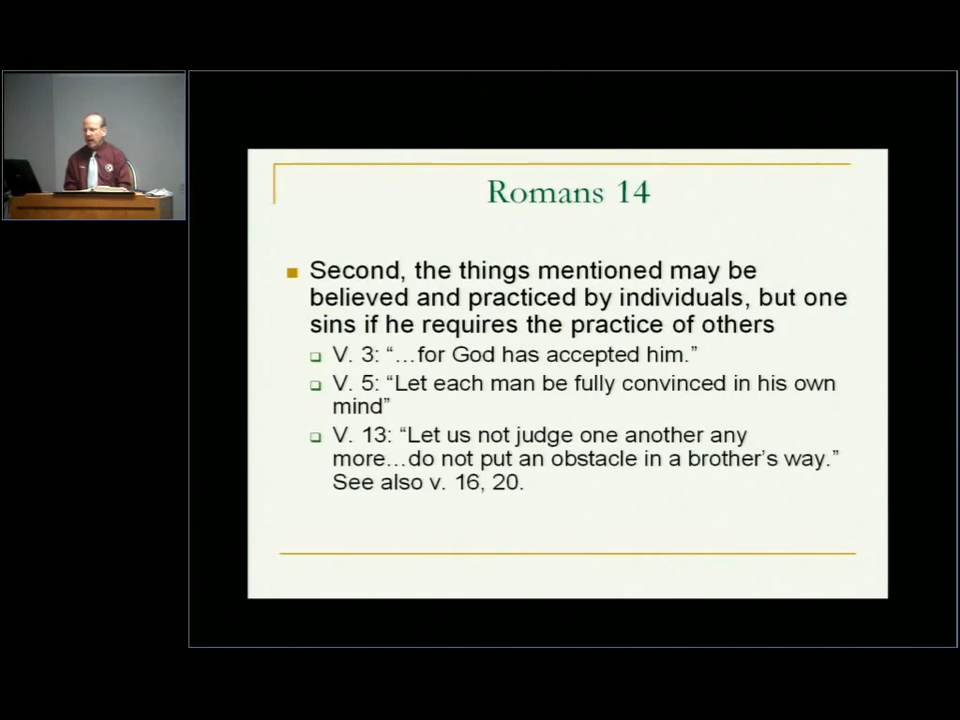 Romans 14
Second, the things mentioned may be
believed and practiced by individuals, but one
sins if he requires the practice of others
V. 3: “…for God has accepted him.”
V. 5: “Let each man be fully convinced in his own
mind”
V. 13: “Let us not judge one another any
more…do not put an obstacle in a brother’s way.”
See also v. 16, 20.